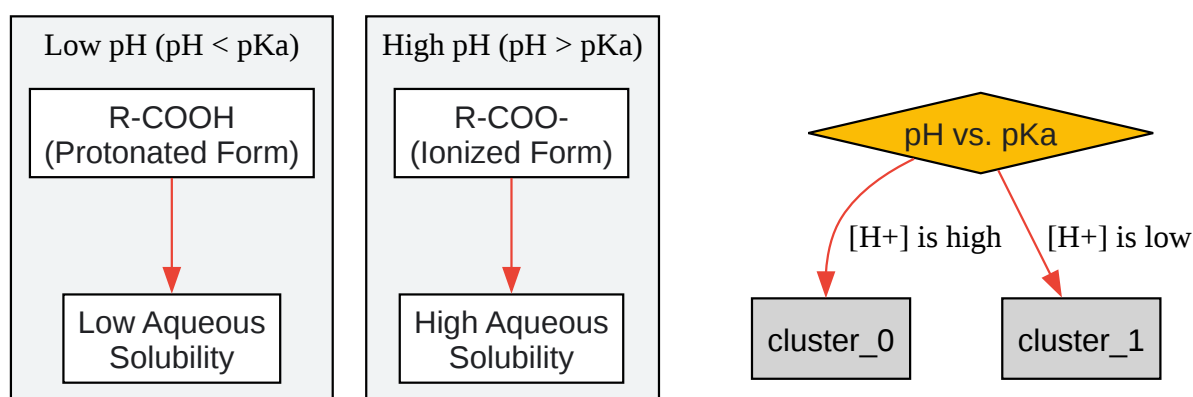 Low pH (pH < pKa)
R-COOH
(Protonated Form)
Low Aqueous
Solubility
High pH (pH > pKa)
R-COO-
(Ionized Form)
High Aqueous
Solubility
pH vs. pKa
[H+] is high
[H+] is low
cluster_0
cluster_1